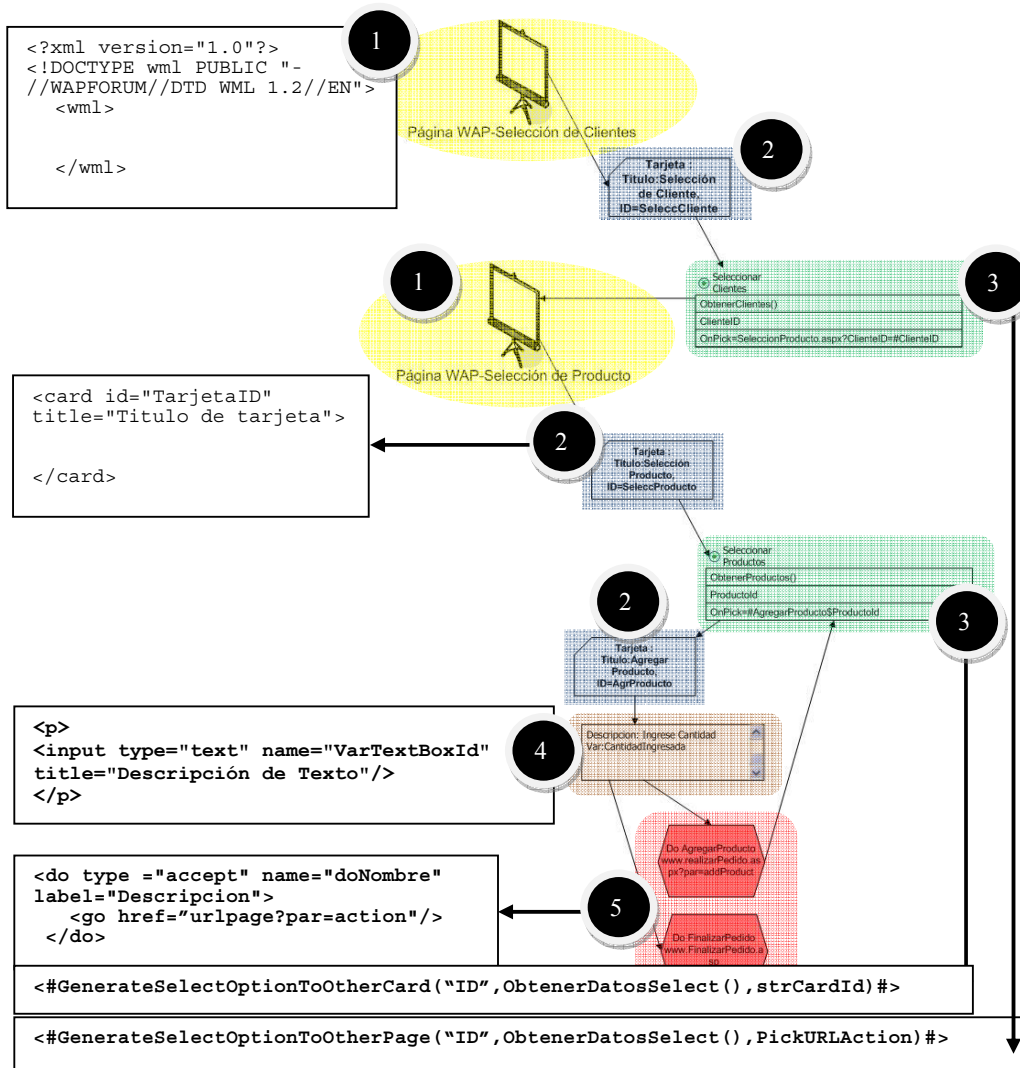 1
<?xml version="1.0"?>
<!DOCTYPE wml PUBLIC "-
//WAPFORUM//DTD WML 1.2//EN">
<wml>
</wml>
Página WAP-Selección de Clientes
2
Tarjeta :
Titulo:Selección
de Cliente,
ID=SeleccCliente
3
Seleccionar
Clientes
ObtenerClientes()
ClienteID
OnPick=SeleccionProducto.aspx?ClienteID=#ClienteID
1
Página WAP-Selección de Producto
<card id="TarjetaID"
title="Titulo de tarjeta">
</card>
2
Tarjeta :
Titulo:Selección
Producto,
ID=SeleccProducto
Seleccionar
Productos
ObtenerProductos()
ProductoId
OnPick=#AgregarProducto$ProductoId
3
2
Tarjeta :
Titulo:Agregar
Producto,
ID=AgrProducto
<p>
<input type="text" name="VarTextBoxId"
title="Descripción de Texto"/>
</p>
4
Descripcion: Ingrese Cantidad
Var:CantidadIngresada
Do AgregarProducto
www.realizarPedido.as
px?par=addProduct
<do type ="accept" name="doNombre"
label="Descripcion">
<go href=”urlpage?par=action"/>
</do>
5
Do FinalizarPedido
www.FinalizarPedido.a
sp
<#GenerateSelectOptionToOtherCard(“ID”,ObtenerDatosSelect(),strCardId)#>
<#GenerateSelectOptionToOtherPage(“ID”,ObtenerDatosSelect(),PickURLAction)#>